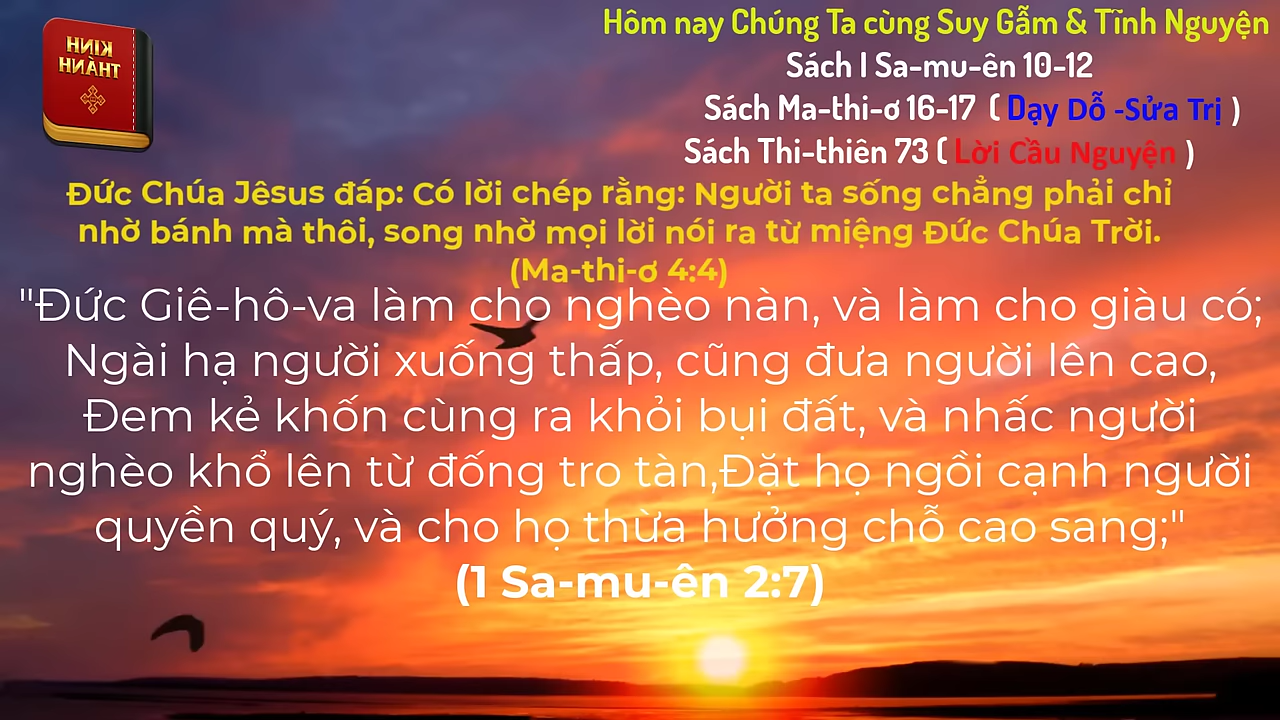 KINH
THÀNH
Hôm nay Chúng Ta cùng Suy Gẫm & Tĩnh Nguyện
Sách I Sa-mu-ên 10-12
Sách Ma-thi-ơ 16-17 ( Dạy Dỗ -Sửa Trị )
Sách Thi-thiên 73 ( Lời Cầu Nguyện )
Đức Chúa Jêsus đáp: Có lời chép rằng: Người ta sống chẳng phải chỉ
nhờ bánh mà thôi, song nhờ mọi lời nói ra từ miệng Đức Chúa Trời.
(Ma-thi-ơ 4:4)
"Đức Giê-hô-va làm cho nghèo nàn, và làm cho giàu có;
Ngài hạ người xuống thấp, cũng đưa người lên cao,
Đem kẻ khốn cùng ra khỏi bụi đất, và nhấc người
nghèo khổ lên từ đống tro tàn,Đặt họ ngồi cạnh người
quyền quý, và cho họ thừa hưởng chỗ cao sang;"
(1 Sa-mu-ên 2:7)